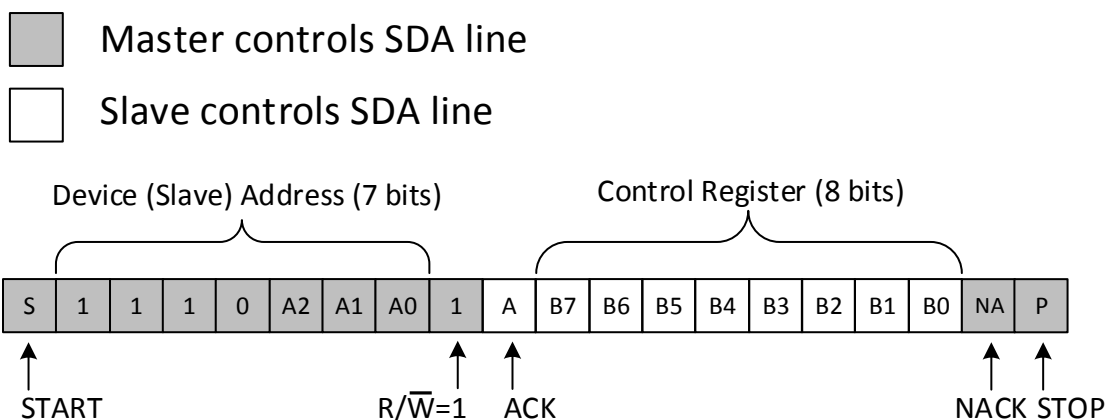 Master controls SDA line
Slave controls SDA line
Device (Slave) Address (7 bits) Control Register (8 bits)
S 1 1 1 0 A2 A1 A0 1 A B7 B6 B5 B4 B3 B2 B1 B0 NA P
START R/W̅=1 ACK NACK STOP